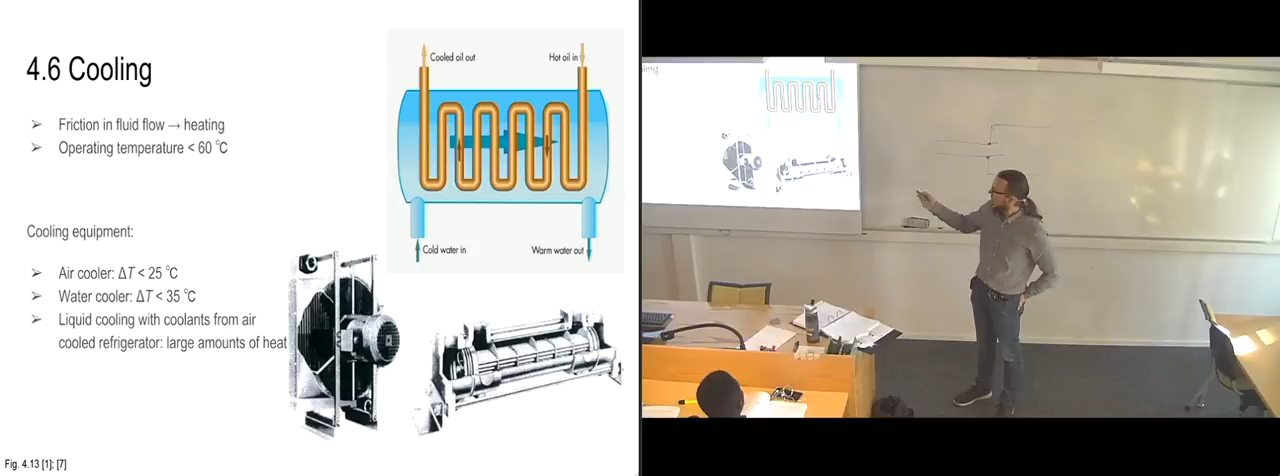 4.6 Cooling
➢ Friction in fluid flow → heating
➢ Operating temperature < 60 °C
Cooling equipment:
➢ Air cooler: ΔT < 25 °C
➢ Water cooler: ΔT < 35 °C
➢ Liquid cooling with coolants from air
cooled refrigerator: large amounts of heat
Cooled oil out
Hot oil in
Cold water in
Warm water out
Fig. 4.13 [1]; [7]